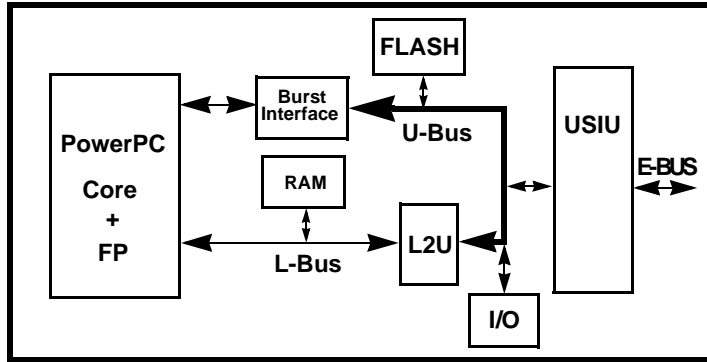 FLASH
Burst
Interface
U-Bus
USIU
PowerPC
Core
+
FP
RAM
E-BUS
L-Bus
L2U
I/O